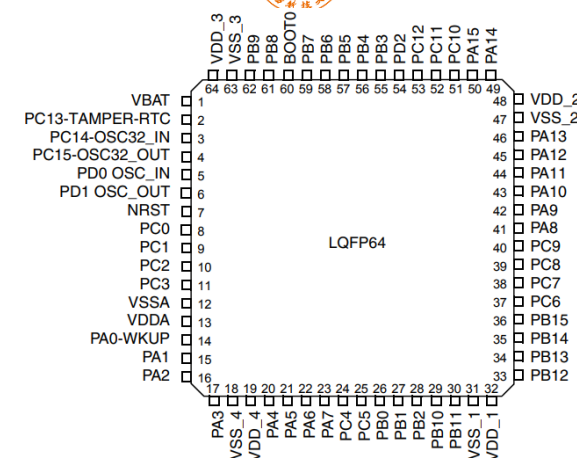 科技
VDD_3
VSS_3
PB9
PB8
BOOT0
PB7
PB6
PB5
PB4
PB3
PD2
PC12
PC11
PC10
PA15
PA14
64 63 62 61 60 59 58 57 56 55 54 53 52 51 50 49
VBAT 1
PC13-TAMPER-RTC 2
PC14-OSC32_IN 3
PC15-OSC32_OUT 4
PD0 OSC_IN 5
PD1 OSC_OUT 6
NRST 7
PC0 8
PC1 9
PC2 10
PC3 11
VSSA 12
VDDA 13
PA0-WKUP 14
PA1 15
PA2 16
LQFP64
48 VDD_2
47 VSS_2
46 PA13
45 PA12
44 PA11
43 PA10
42 PA9
41 PA8
40 PC9
39 PC8
38 PC7
37 PC6
36 PB15
35 PB14
34 PB13
33 PB12
17 18 19 20 21 22 23 24 25 26 27 28 29 30 31 32
PA3
VSS_4
VDD_4
PA4
PA5
PA6
PA7
PC4
PC5
PB0
PB1
PB2
PB10
PB11
VSS_1
VDD_1